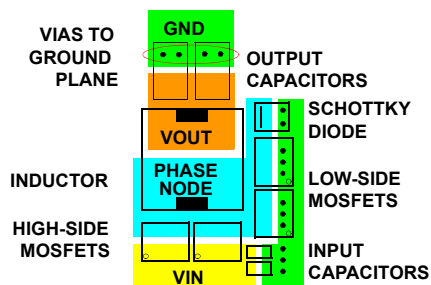 GND
VIAS TO
GROUND
PLANE
OUTPUT
CAPACITORS
VOUT
SCHOTTKY
DIODE
INDUCTOR
PHASE
NODE
LOW-SIDE
MOSFETS
HIGH-SIDE
MOSFETS
VIN
INPUT
CAPACITORS